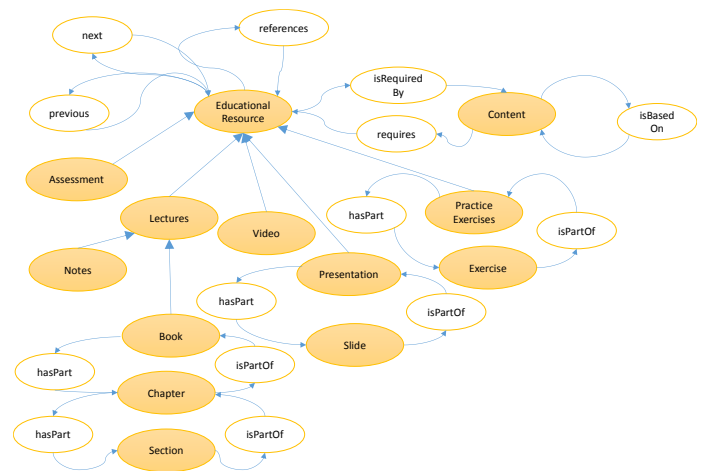 references
next
isRequired
By
Educational
Resource
previous
Content
isBased
On
requires
Assessment
Practice
Exercises
Lectures
hasPart
isPartOf
Video
Notes
Exercise
Presentation
hasPart
isPartOf
Book
Slide
isPartOf
hasPart
Chapter
hasPart
isPartOf
Section